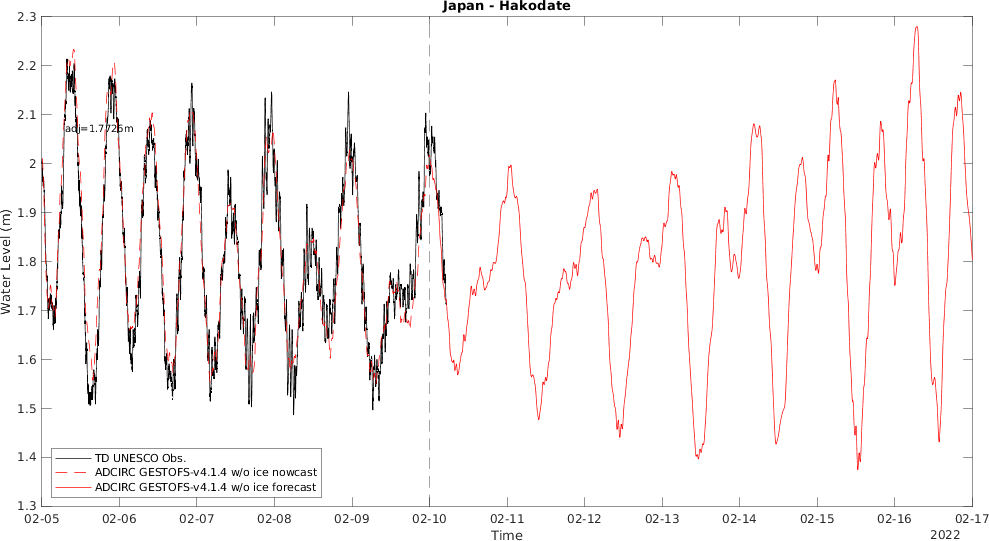 Japan - Hakodate
2.3
2.2
2.1
2
1.9
1.8
1.7
1.6
1.5
1.4
1.3
Water Level (m)
adj=1.7725m
TD UNESCO Obs.
ADCIRC GESTOFS-v4.1.4 w/o ice nowcast
ADCIRC GESTOFS-v4.1.4 w/o ice forecast
02-05 02-06 02-07 02-08 02-09 02-10 02-11 02-12 02-13 02-14 02-15 02-16 02-17
Time
2022